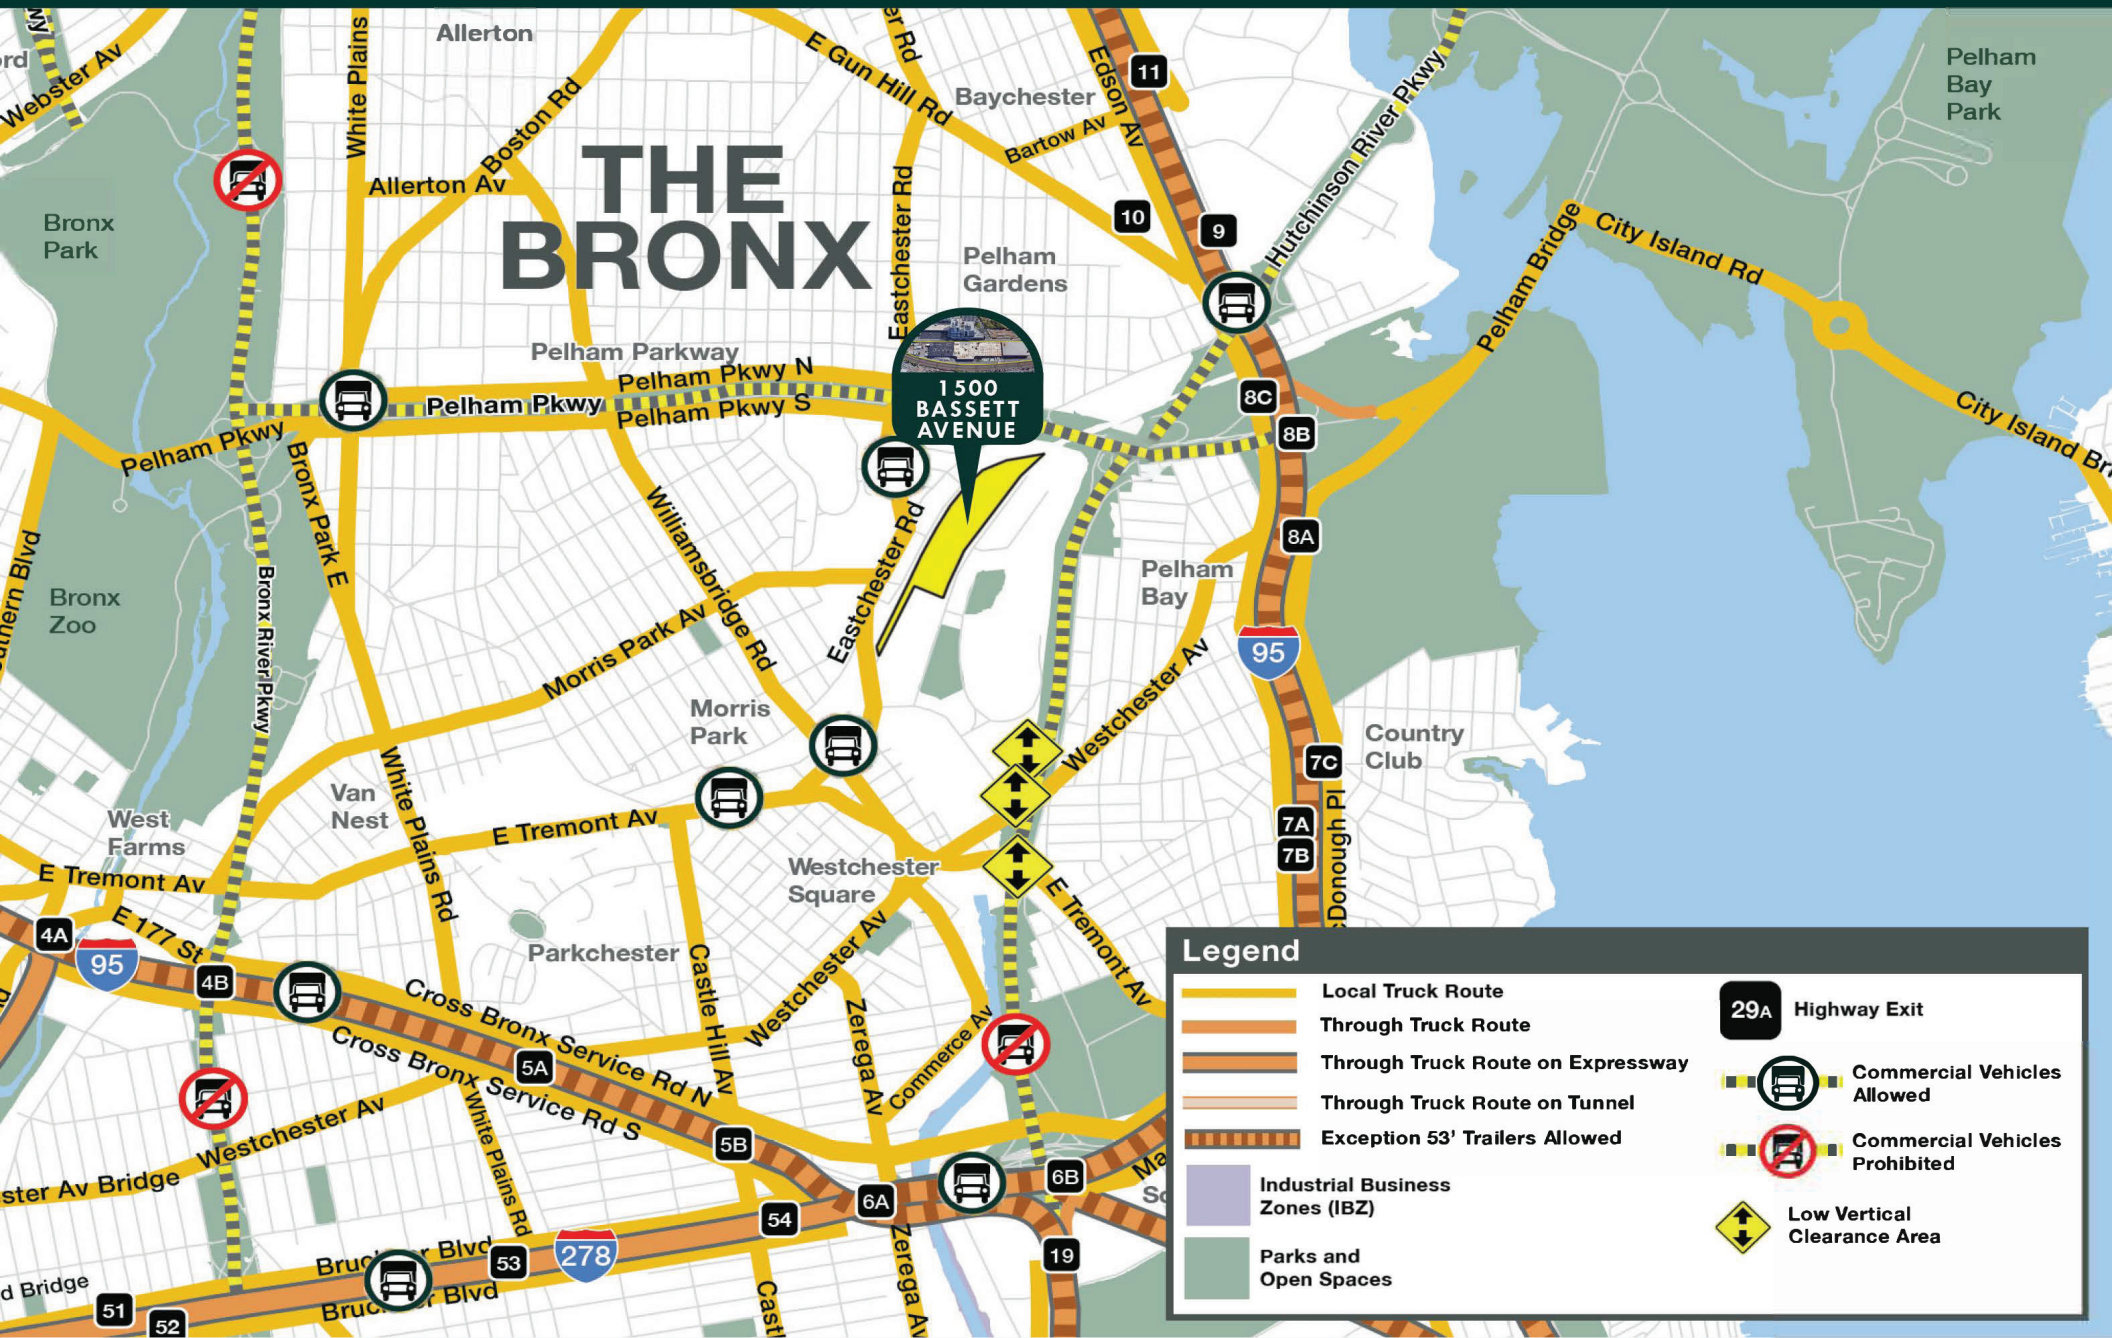 Allerton
Webster Av
White Plains
Boston Rd
E Gun Hill Rd
Baychester
Edson Av
11
Hutchinson River Pkwy
Pelham
Bay
Park
Bartow Av
Allerton Av
THE
BRONX
Eastchester Rd
Bronx
Park
10
9
Pelham
Gardens
Pelham Bridge
City Island Rd
Pelham Parkway
Pelham Pkwy N
Pelham Pkwy
Pelham Pkwy S
1500
BASSETT
AVENUE
8C
8B
City Island
Pelham Pkwy
Bronx Park E
Williamsbridge Rd
Eastchester Rd
8A
Pelham
Bay
Bronx
Zoo
Bronx River Pkwy
Morris Park Av
95
Westchester Av
Morris
Park
Country
Club
7C
Van
Nest
White Plains Rd
West
Farms
E Tremont Av
7A
7B
Donough Pl
Westchester
Square
E Tremont Av
E Tremont Av
4A
95
E 177 St
4B
Parkchester
Castle Hill Av
Westchester Av
Zerega Av
Commerce Av
Cross Bronx Service Rd N
Cross Bronx Service Rd S
5A
5B
White Plains Rd
Westchester Av
ster Av Bridge
6A
6B
54
53
278
19
Zerega Av
d Bridge
51
52
Legend
Local Truck Route
Through Truck Route
Through Truck Route on Expressway
Through Truck Route on Tunnel
Exception 53' Trailers Allowed
Industrial Business
Zones (IBZ)
Parks and
Open Spaces
29A
Highway Exit
Commercial Vehicles
Allowed
Commercial Vehicles
Prohibited
Low Vertical
Clearance Area